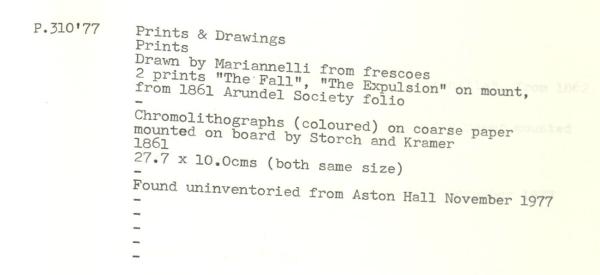 P.310'77
Prints & Drawings
Prints
Drawn by Mariannelli from frescoes
2 prints "The Fall", "The Expulsion" on mount,
from 1861 Arundel Society folio
-
Chromolithographs (coloured) on coarse paper
mounted on board by Storch and Kramer
1861
27.7 x 10.0cms (both same size)
-
Found uninventoried from Aston Hall November 1977
-
-
-
-
-